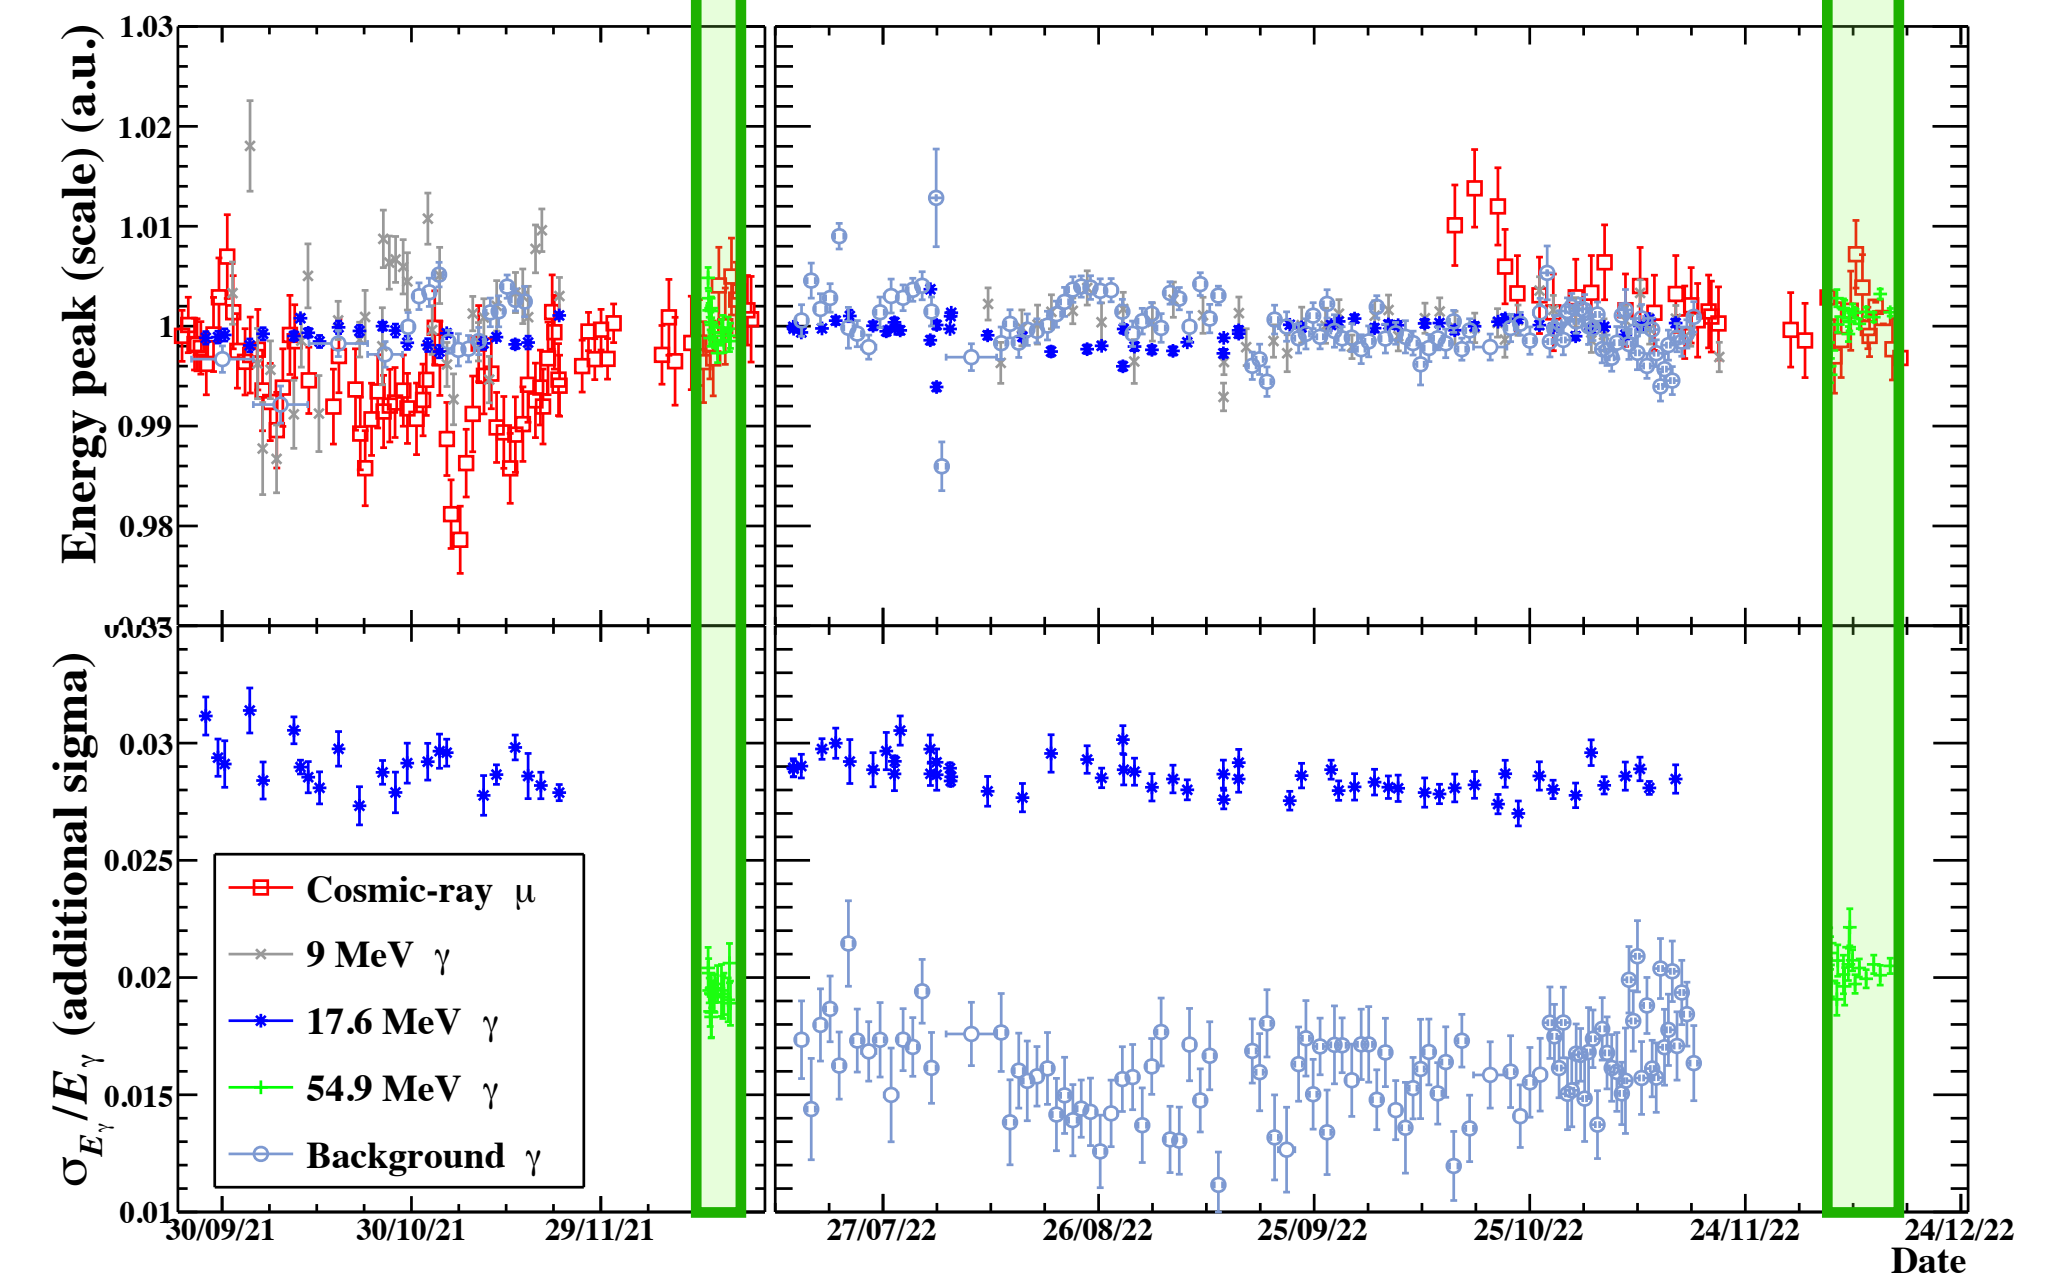 Energy peak (scale) (a.u.)
1.03
1.02
1.01
1
0.99
0.98
σEγ/Eγ (additional sigma)
0.035
0.03
0.025
0.02
0.015
0.01
Cosmic-ray μ
9 MeV γ
17.6 MeV γ
54.9 MeV γ
Background γ
30/09/21 30/10/21 29/11/21 27/07/22 26/08/22 25/09/22 25/10/22 24/11/22 24/12/22
Date